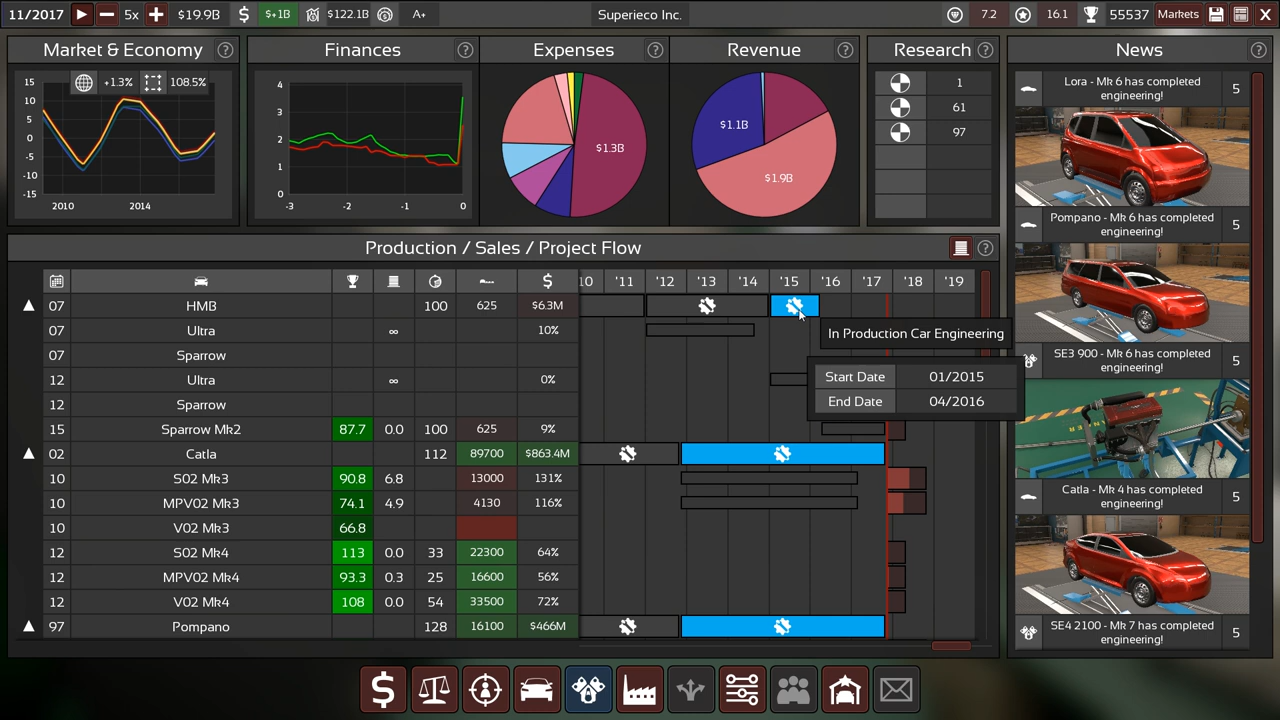 11/2017 5x $19.9B $+1B $122.1B A+ Superieco Inc. 7.2 16.1 55537 Markets
Market & Economy ?
+1.3% 108.5%
15
10
5
0
-5
-10
-15
2010 2014
Finances ?
4
3
2
1
0
-3 -2 -1 0
Expenses ?
$1.3B
Revenue ?
$1.1B
$1.9B
Research ?
1
61
97
News ?
Lora - Mk 6 has completed engineering! 5
Pompano - Mk 6 has completed engineering! 5
SE3 900 - Mk 6 has completed engineering! 5
Catla - Mk 4 has completed engineering! 5
SE4 2100 - Mk 7 has completed engineering! 5
Production / Sales / Project Flow ?
$ 10 '11 '12 '13 '14 '15 '16 '17 '18 '19
07 HMB 100 625 $6.3M
07 Ultra ∞ 10%
07 Sparrow
12 Ultra ∞ 0%
12 Sparrow
15 Sparrow Mk2 87.7 0.0 100 625 9%
02 Catla 112 89700 $863.4M
10 S02 Mk3 90.8 6.8 13000 131%
10 MPV02 Mk3 74.1 4.9 4130 116%
10 V02 Mk3 66.8
12 S02 Mk4 113 0.0 33 22300 64%
12 MPV02 Mk4 93.3 0.3 25 16600 56%
12 V02 Mk4 108 0.0 54 33500 72%
97 Pompano 128 16100 $466M
In Production Car Engineering
Start Date 01/2015
End Date 04/2016